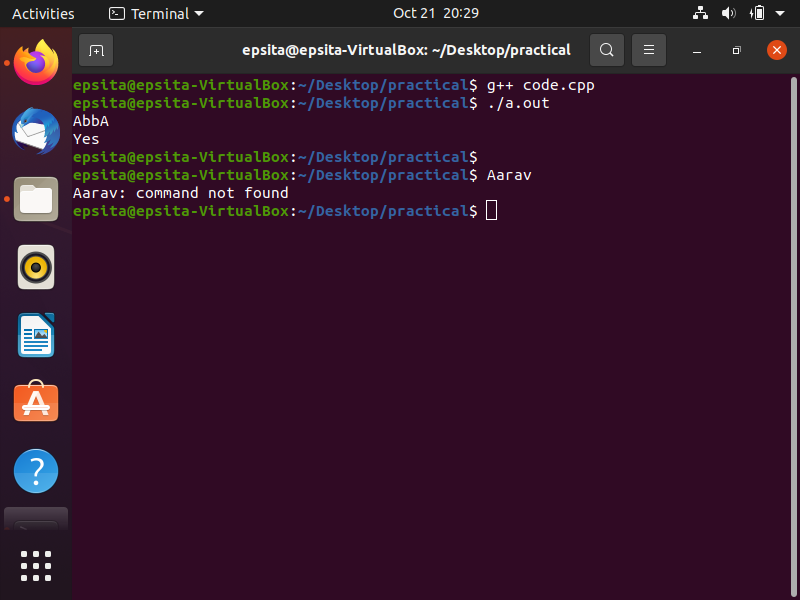 Activities
Terminal
Oct 21 20:29
epsita@epsita-VirtualBox: ~/Desktop/practical
epsita@epsita-VirtualBox:~/Desktop/practical$ g++ code.cpp
epsita@epsita-VirtualBox:~/Desktop/practical$ ./a.out
AbbA
Yes
epsita@epsita-VirtualBox:~/Desktop/practical$
epsita@epsita-VirtualBox:~/Desktop/practical$ Aarav
Aarav: command not found
epsita@epsita-VirtualBox:~/Desktop/practical$